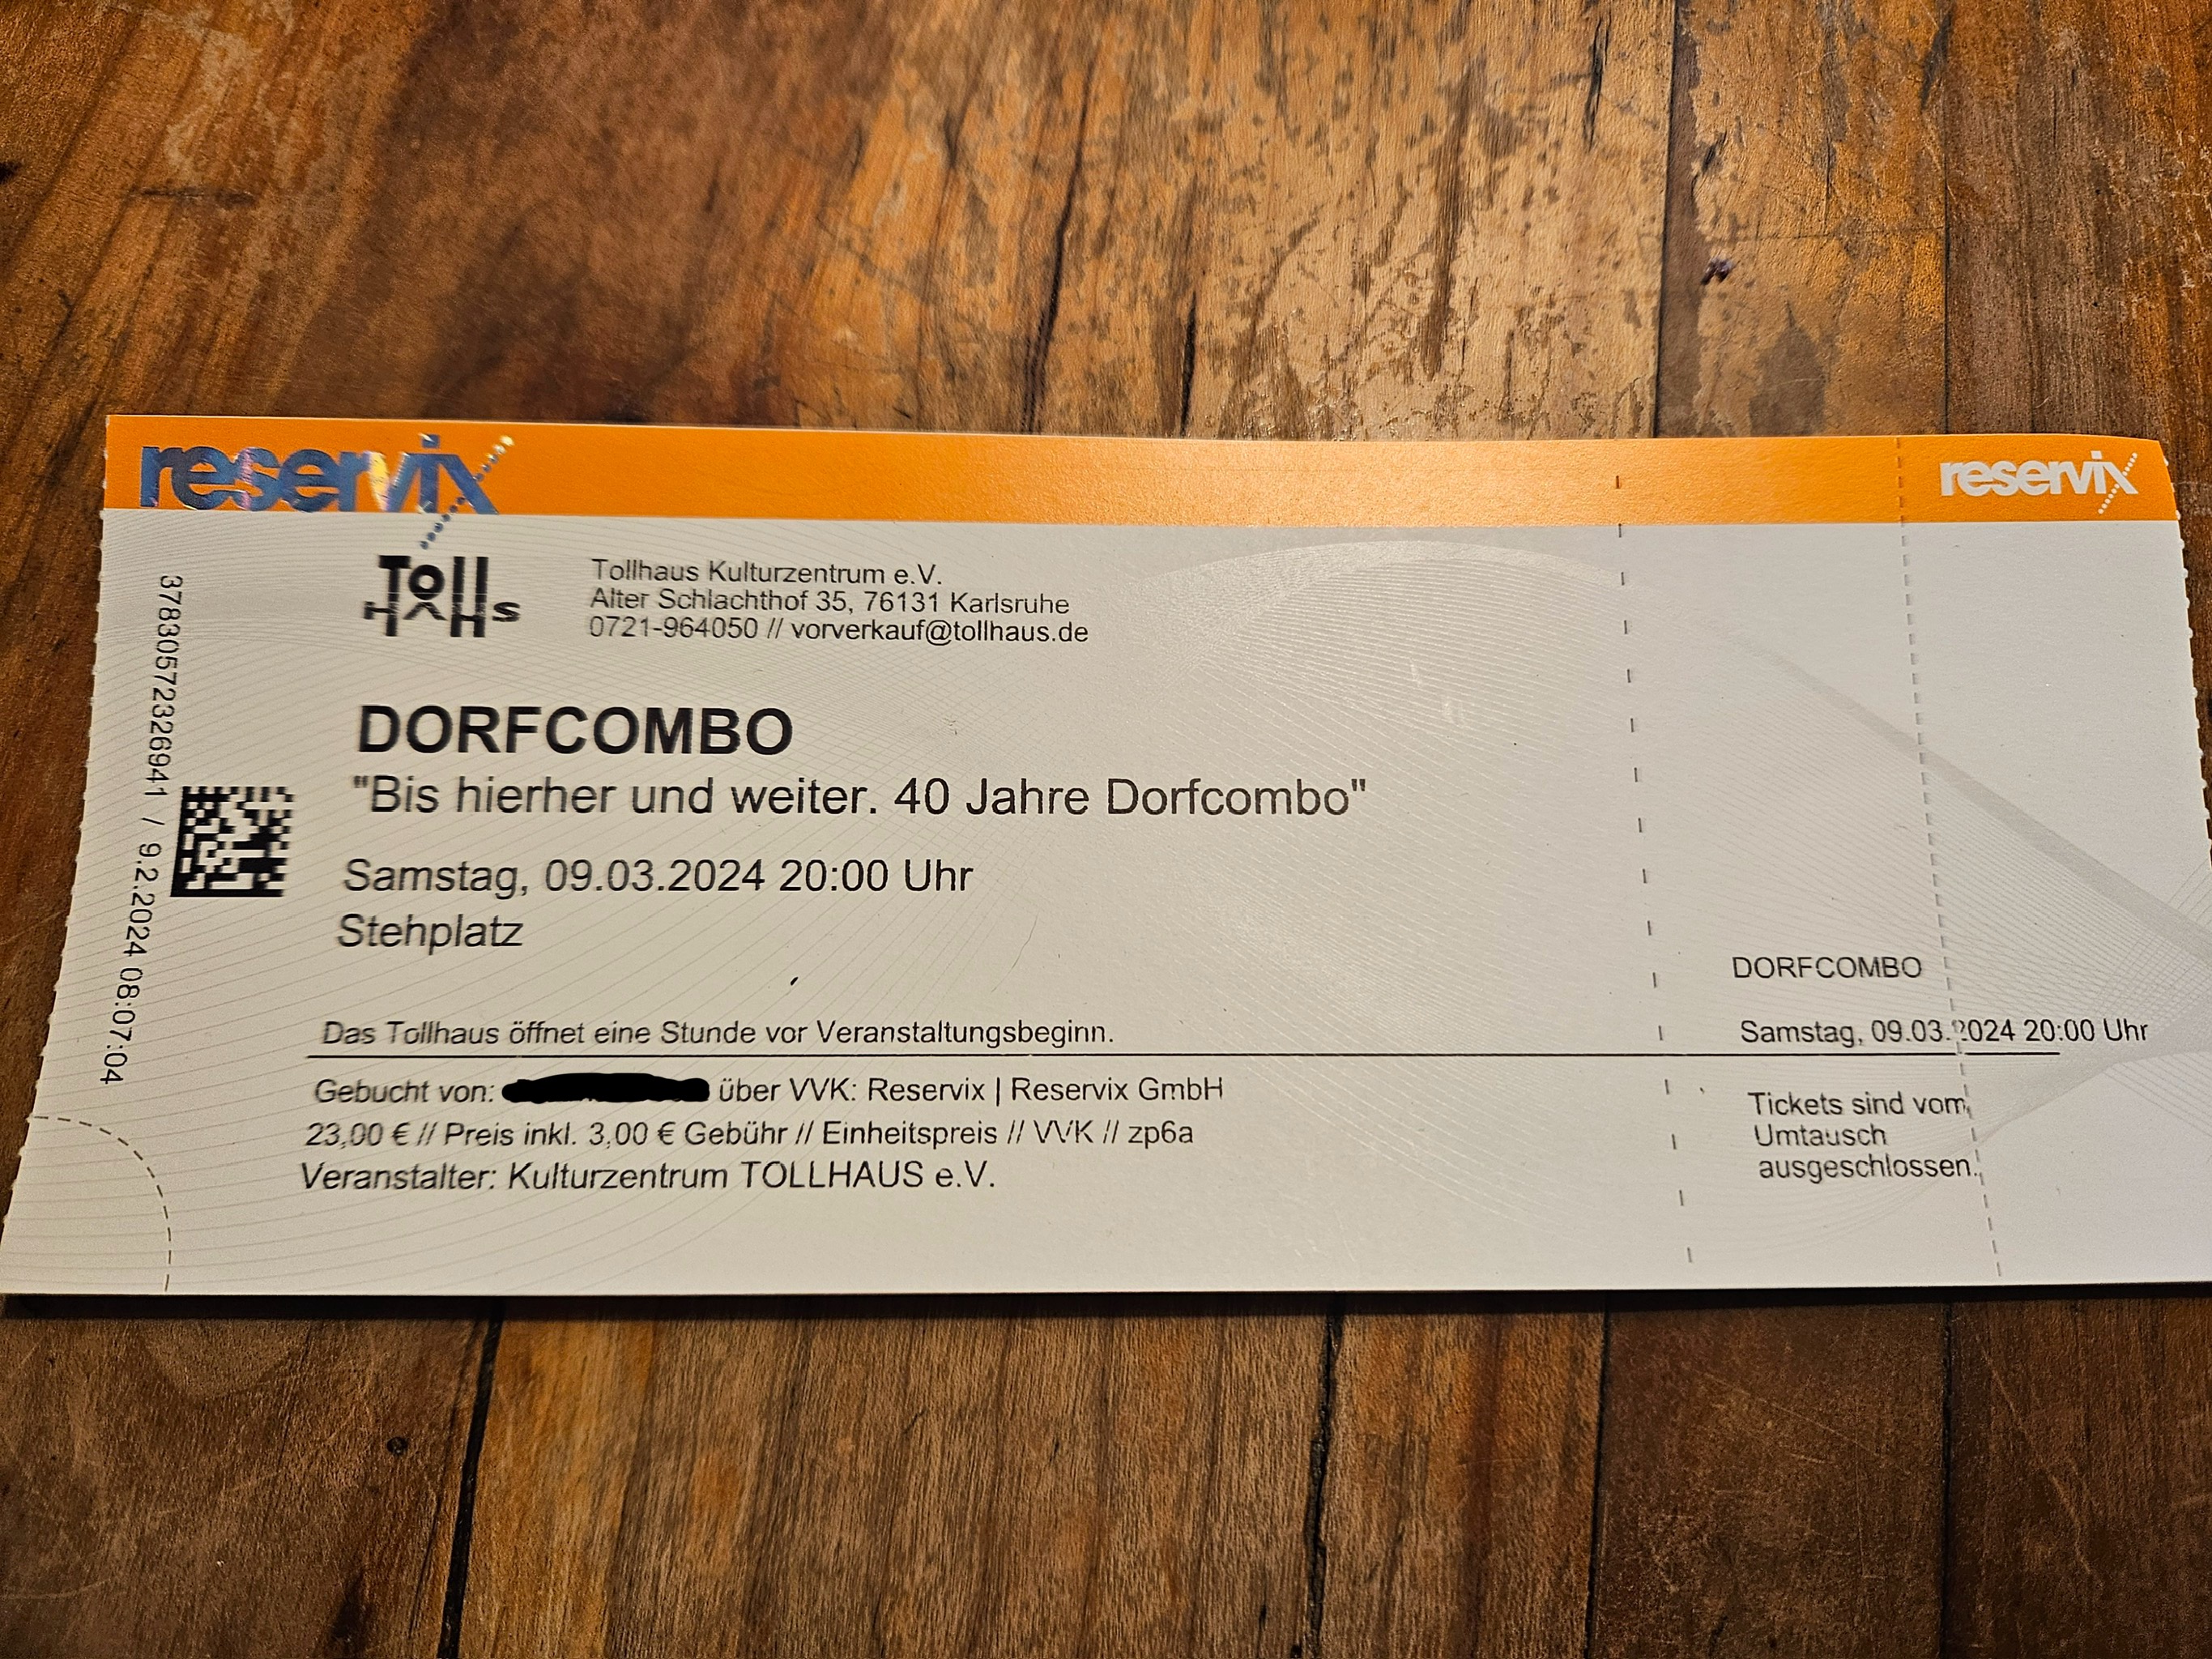 reservix
reservix
Toll
HAUS
Tollhaus Kulturzentrum e.V.
Alter Schlachthof 35, 76131 Karlsruhe
0721-964050 // vorverkauf@tollhaus.de
37830572326941 / 9.2.2024 08:07:04
DORFCOMBO
"Bis hierher und weiter. 40 Jahre Dorfcombo"
Samstag, 09.03.2024 20:00 Uhr
Stehplatz
Das Tollhaus öffnet eine Stunde vor Veranstaltungsbeginn.
Gebucht von: über VVK: Reservix | Reservix GmbH
23,00 € // Preis inkl. 3,00 € Gebühr // Einheitspreis // VVK // zp6a
Veranstalter: Kulturzentrum TOLLHAUS e.V.
DORFCOMBO
Samstag, 09.03.2024 20:00 Uhr
Tickets sind vom
Umtausch
ausgeschlossen.